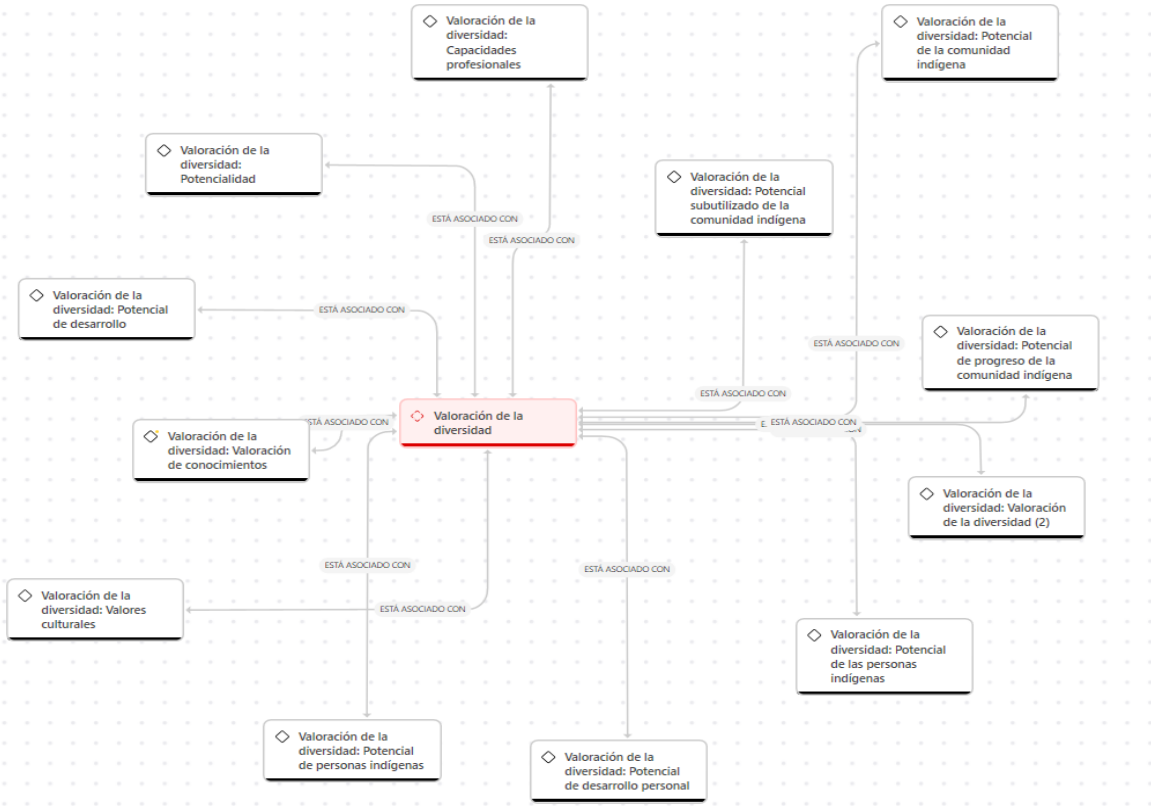 Valoración de la
diversidad:
Capacidades
profesionales
Valoración de la
diversidad: Potencial
de la comunidad
indígena
Valoración de la
diversidad:
Potencialidad
Valoración de la
diversidad: Potencial
subutilizado de la
comunidad indígena
ESTÁ ASOCIADO CON
ESTÁ ASOCIADO CON
Valoración de la
diversidad: Potencial
de desarrollo
ESTÁ ASOCIADO CON
Valoración de la
diversidad: Potencial
de progreso de la
comunidad indígena
ESTÁ ASOCIADO CON
ESTÁ ASOCIADO CON
Valoración de la
diversidad
STÁ ASOCIADO CON
E
ESTÁ ASOCIADO CON
Valoración de la
diversidad: Valoración
de conocimientos
Valoración de la
diversidad: Valoración
de la diversidad (2)
ESTÁ ASOCIADO CON
ESTÁ ASOCIADO CON
Valoración de la
diversidad: Valores
culturales
ESTÁ ASOCIADO CON
Valoración de la
diversidad: Potencial
de las personas
indígenas
Valoración de la
diversidad: Potencial
de personas indígenas
Valoración de la
diversidad: Potencial
de desarrollo personal